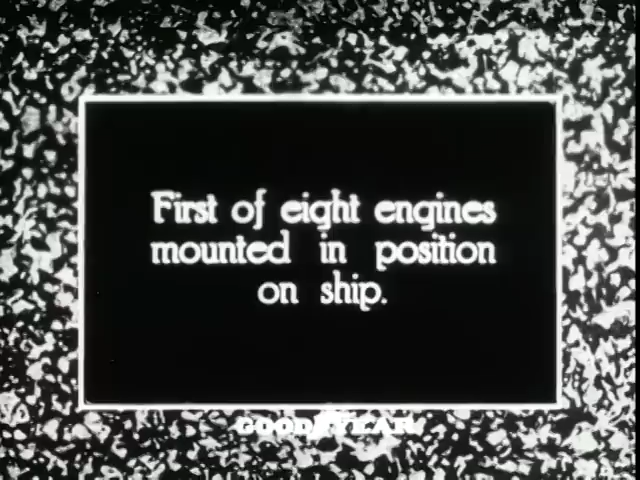 First of eight engines
mounted in position
on ship.
GOODYEAR